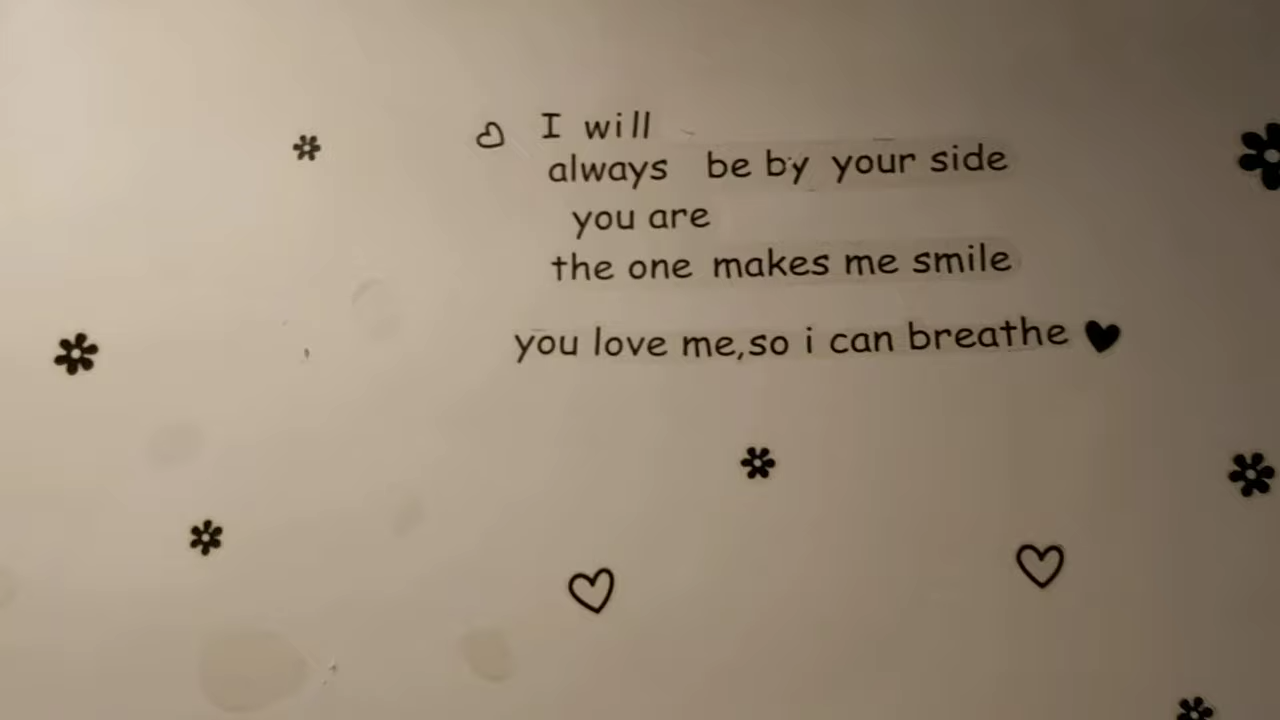 I will
always be by your side
you are
the one makes me smile
you love me,so i can breathe